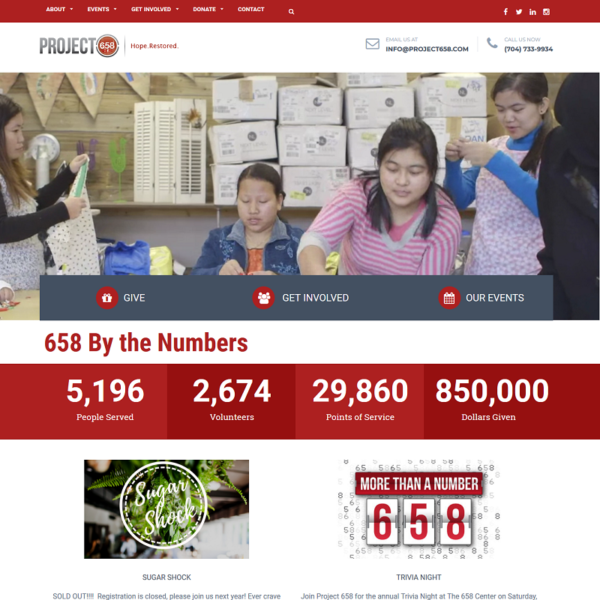 ABOUT EVENTS GET INVOLVED DONATE CONTACT
PROJECT 658 Hope.Restored.
EMAIL US AT
INFO@PROJECT658.COM
CALL US NOW
(704) 733-9934
GIVE GET INVOLVED OUR EVENTS
658 By the Numbers
5,196 2,674 29,860 850,000
People Served Volunteers Points of Service Dollars Given
Sugar
Shock
MORE THAN A NUMBER
6 5 8
SUGAR SHOCK
TRIVIA NIGHT
SOLD OUT!!!! Registration is closed, please join us next year! Ever crave
Join Project 658 for the annual Trivia Night at The 658 Center on Saturday,